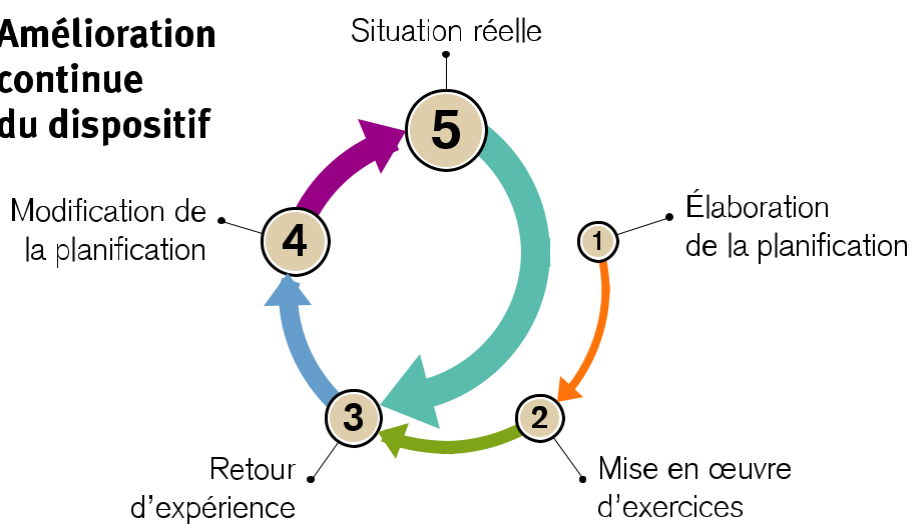 Amélioration
continue
du dispositif
Situation réelle
5
Modification de
la planification
4
1
Élaboration
de la planification
3
2
Retour
d'expérience
Mise en œuvre
d'exercices